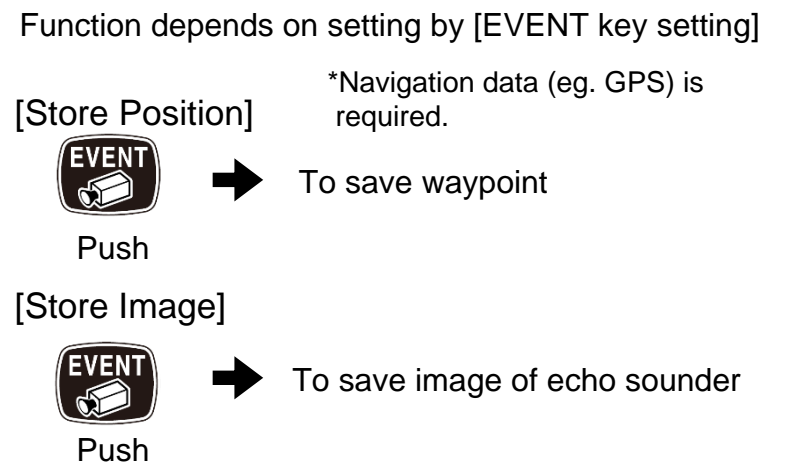 Function depends on setting by [EVENT key setting]
*Navigation data (eg. GPS) is
required.
[Store Position]
EVENT
To save waypoint
Push
[Store Image]
EVENT
To save image of echo sounder
Push